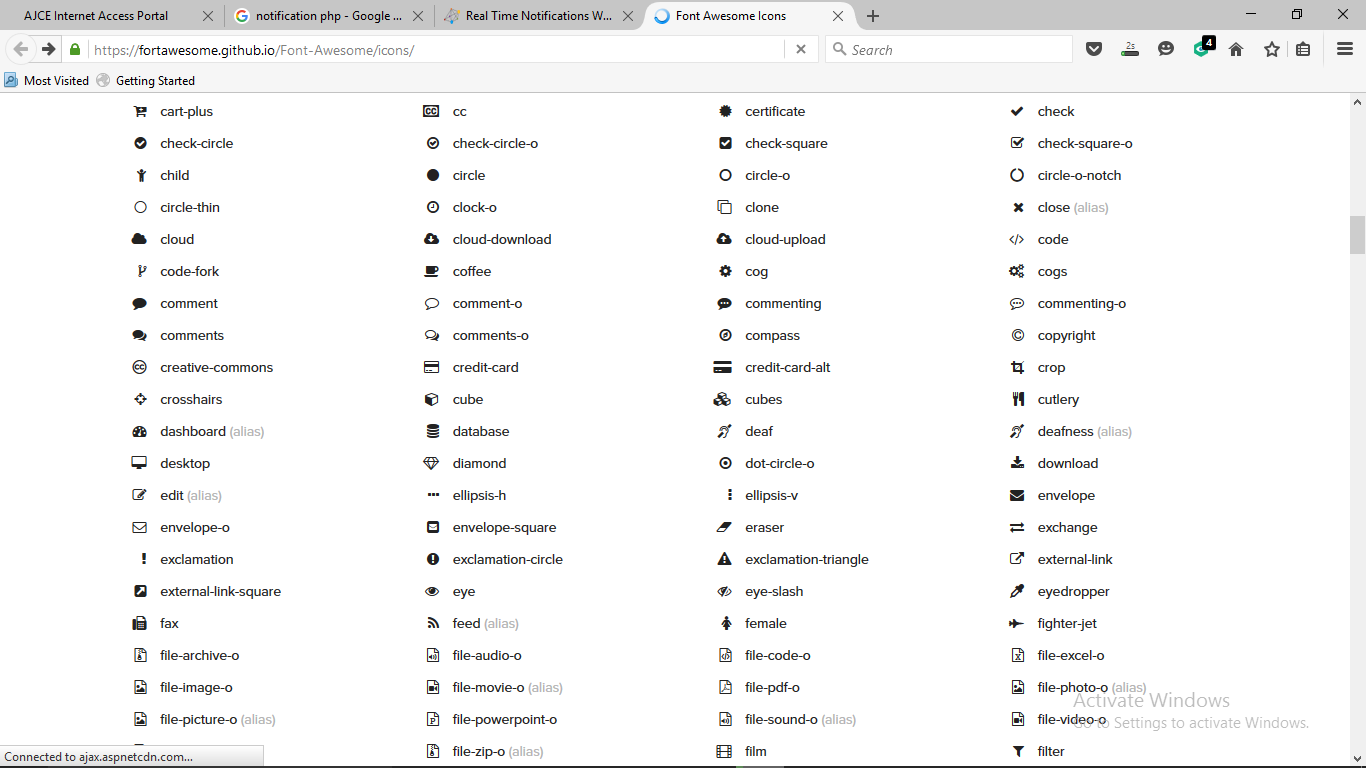 AJCE Internet Access Portal
notification php - Google ...
Real Time Notifications W...
Font Awesome Icons
https://fortawesome.github.io/Font-Awesome/icons/
Search
2s
4
Most Visited Getting Started
cart-plus cc certificate check
check-circle check-circle-o check-square check-square-o
child circle circle-o circle-o-notch
circle-thin clock-o clone close (alias)
cloud cloud-download cloud-upload code
code-fork coffee cog cogs
comment comment-o commenting commenting-o
comments comments-o compass copyright
creative-commons credit-card credit-card-alt crop
crosshairs cube cubes cutlery
dashboard (alias) database deaf deafness (alias)
desktop diamond dot-circle-o download
edit (alias) ellipsis-h ellipsis-v envelope
envelope-o envelope-square eraser exchange
exclamation exclamation-circle exclamation-triangle external-link
external-link-square eye eye-slash eyedropper
fax feed (alias) female fighter-jet
file-archive-o file-audio-o file-code-o file-excel-o
file-image-o file-movie-o (alias) file-pdf-o file-photo-o (alias)
Activate Windows
file-picture-o (alias) file-powerpoint-o file-sound-o (alias) file-video-o
Go to Settings to activate Windows.
file-zip-o (alias) film filter
Connected to ajax.aspnetcdn.com...